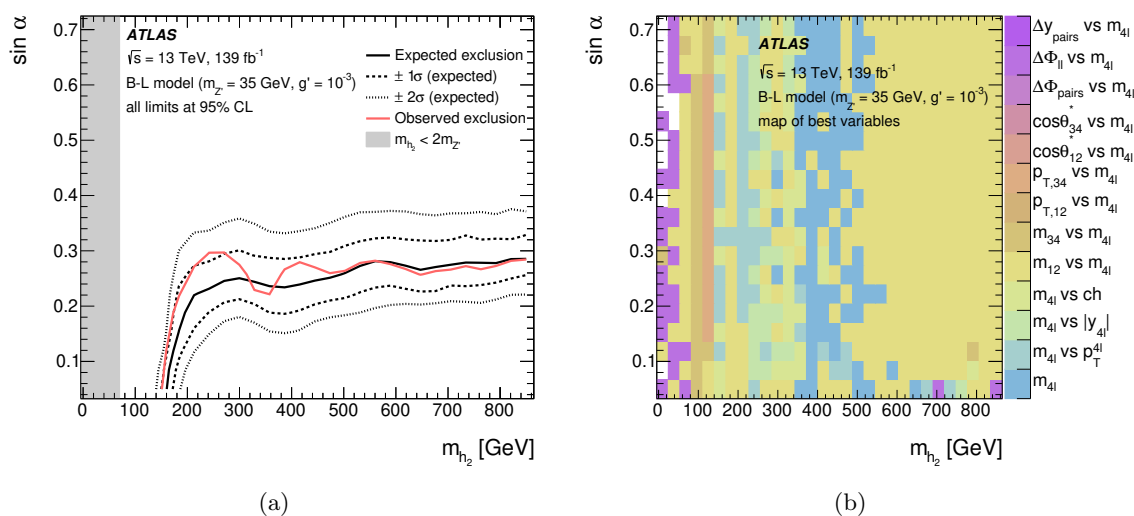 ATLAS
√s = 13 TeV, 139 fb⁻¹
B-L model (m_Z' = 35 GeV, g' = 10⁻³)
all limits at 95% CL
Expected exclusion
± 1σ (expected)
± 2σ (expected)
Observed exclusion
m_h₂ < 2m_Z'
sin α
0.7
0.6
0.5
0.4
0.3
0.2
0.1
0 100 200 300 400 500 600 700 800
m_h₂ [GeV]
(a)
ATLAS
√s = 13 TeV, 139 fb⁻¹
B-L model (m_Z' = 35 GeV, g' = 10⁻³)
map of best variables
sin α
0.7
0.6
0.5
0.4
0.3
0.2
0.1
0 100 200 300 400 500 600 700 800
m_h₂ [GeV]
Δy_pairs vs m_4l
ΔΦ_ll vs m_4l
ΔΦ_pairs vs m_4l
cosθ*_34 vs m_4l
cosθ*_12 vs m_4l
p_T,34 vs m_4l
p_T,12 vs m_4l
m_34 vs m_4l
m_12 vs m_4l
m_4l vs ch
m_4l vs |y_4l|
m_4l vs p_T^4l
m_4l
(b)